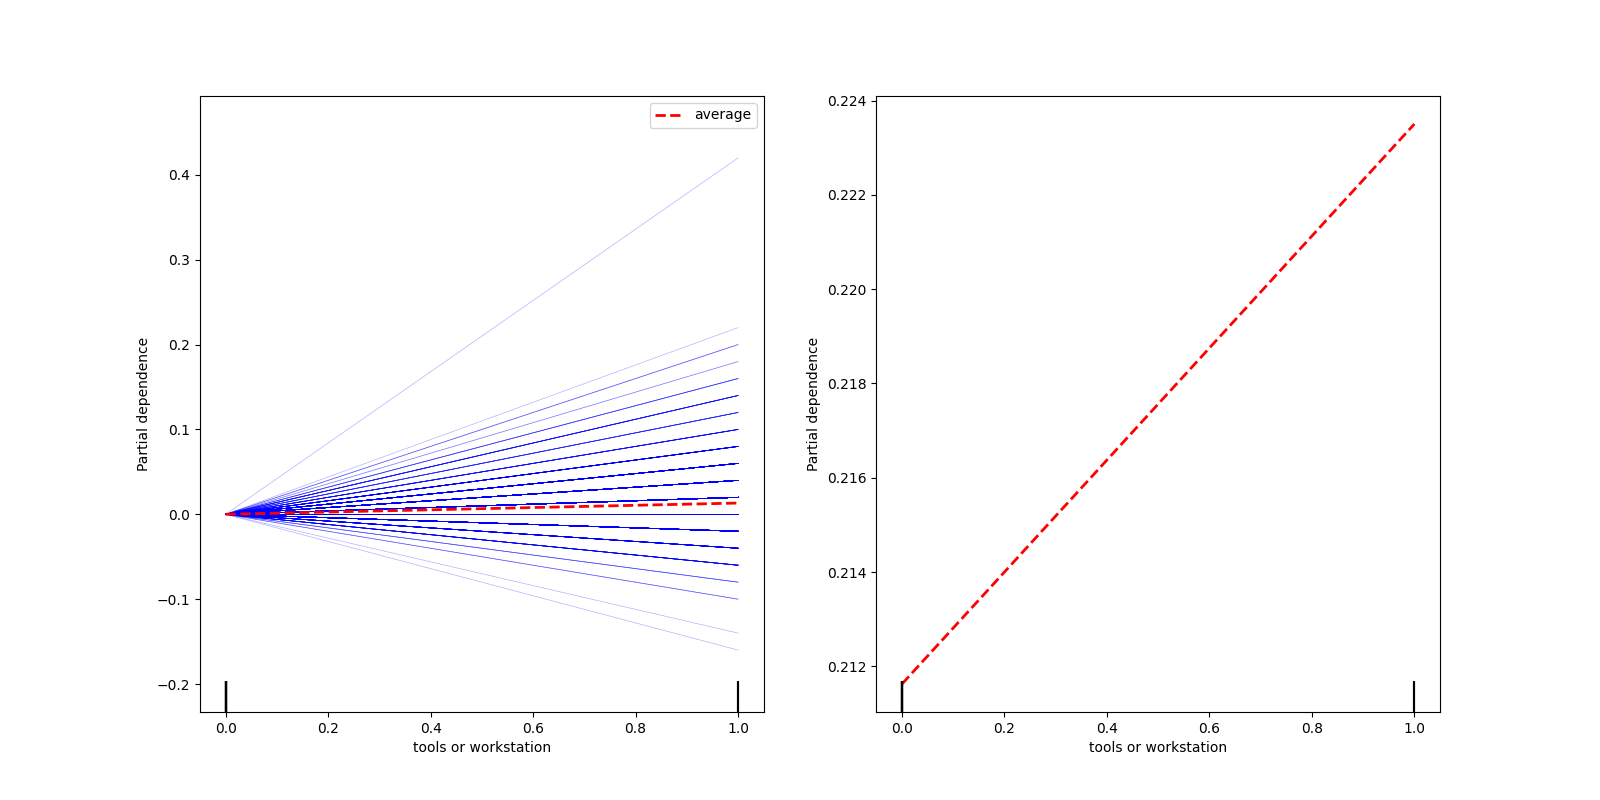 average
Partial dependence
0.4
0.3
0.2
0.1
0.0
−0.1
−0.2
0.0 0.2 0.4 0.6 0.8 1.0
tools or workstation
Partial dependence
0.224
0.222
0.220
0.218
0.216
0.214
0.212
0.0 0.2 0.4 0.6 0.8 1.0
tools or workstation